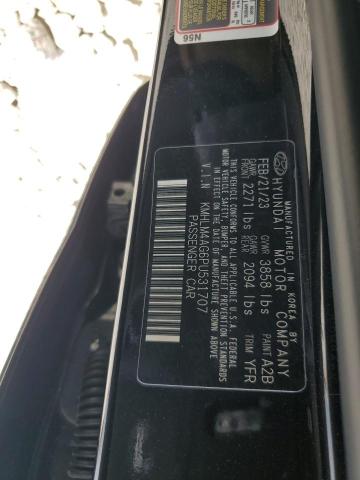 N56
MANUFACTURED IN KOREA BY
HYUNDAI MOTOR COMPANY
FEB/21/23 GVWR 3858 lbs PAINT A2B
GAWR FRONT 2271 lbs GAWR REAR 2094 lbs TRIM YFR
THIS VEHICLE CONFORMS TO ALL APPLICABLE U.S.A. FEDERAL
MOTOR VEHICLE SAFETY, BUMPER, AND THEFT PREVENTION
STANDARDS IN EFFECT ON THE DATE OF MANUFACTURE SHOWN
ABOVE.
V.I.N KMHLM4AG6PU531707
PASSENGER CAR